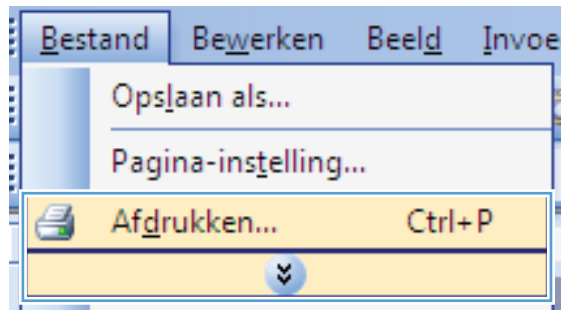 Bestand Bewerken Beeld Invoe
Opslaan als...
Pagina-instelling...
Afdrukken... Ctrl+P